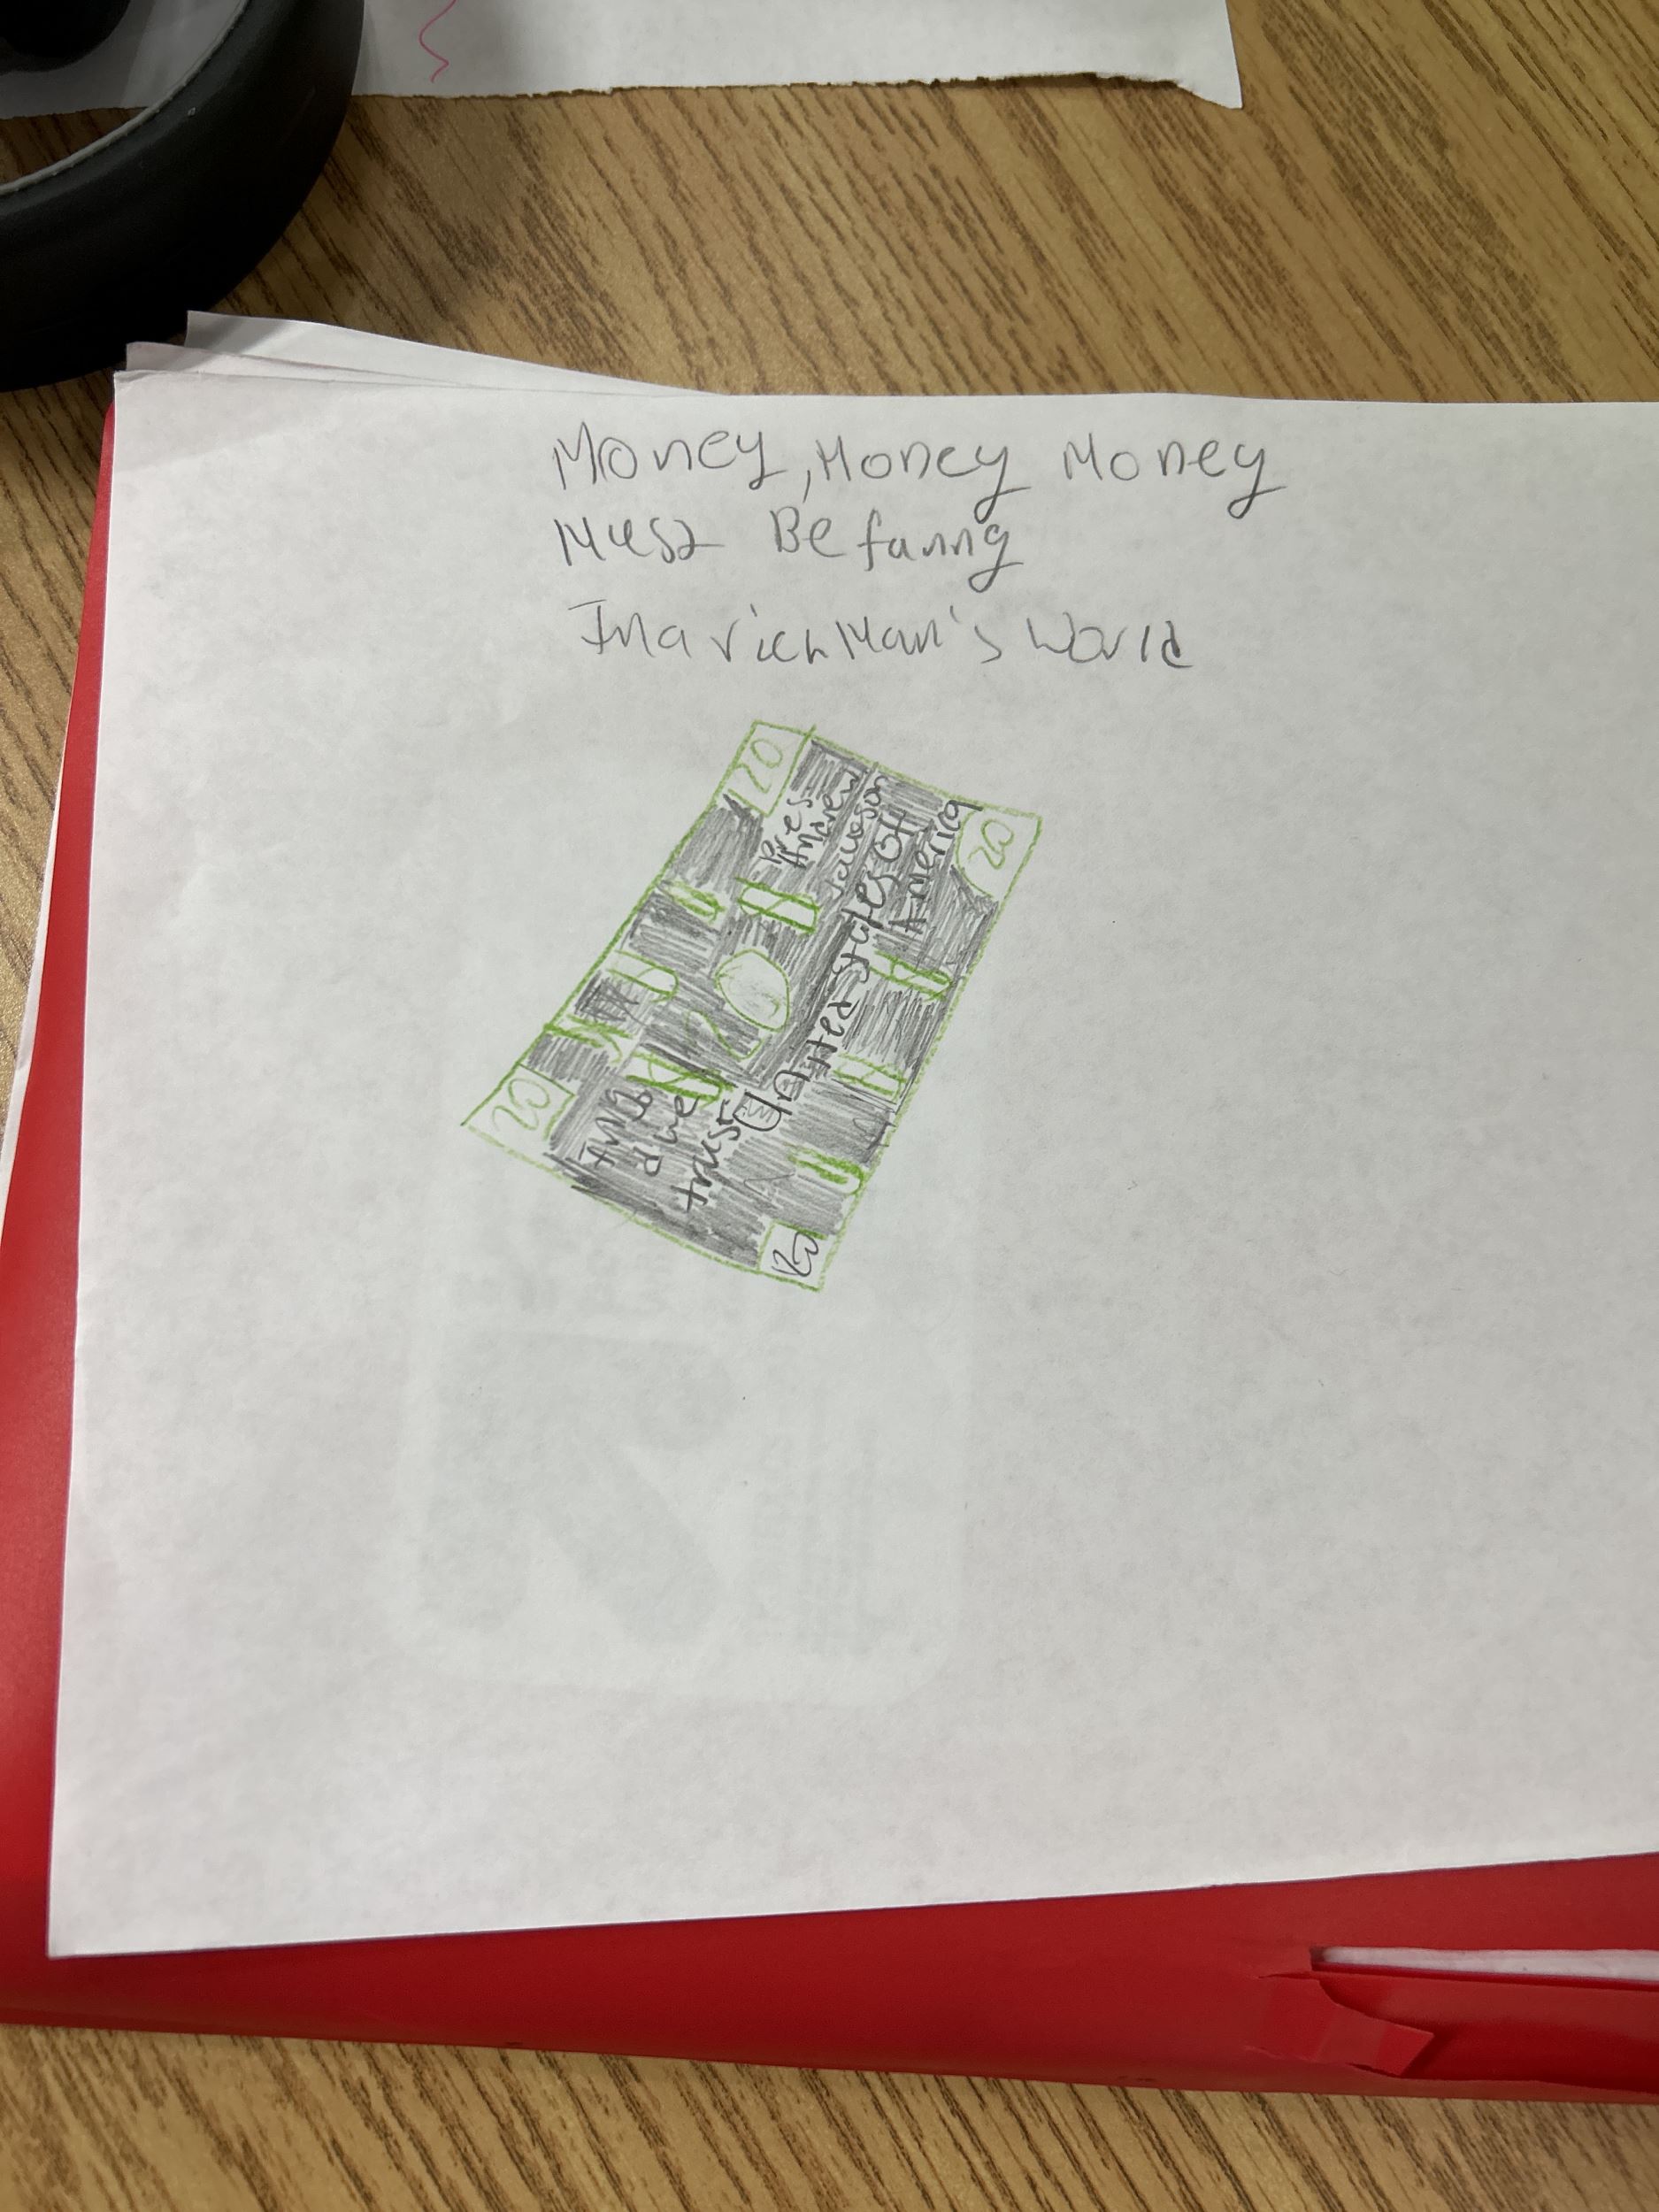 Money, Money Money
Must Be funny
In a rich Man's World
20
20
Pres
Andrew
Jackson
United States Of
America
In
we
trust
20
20